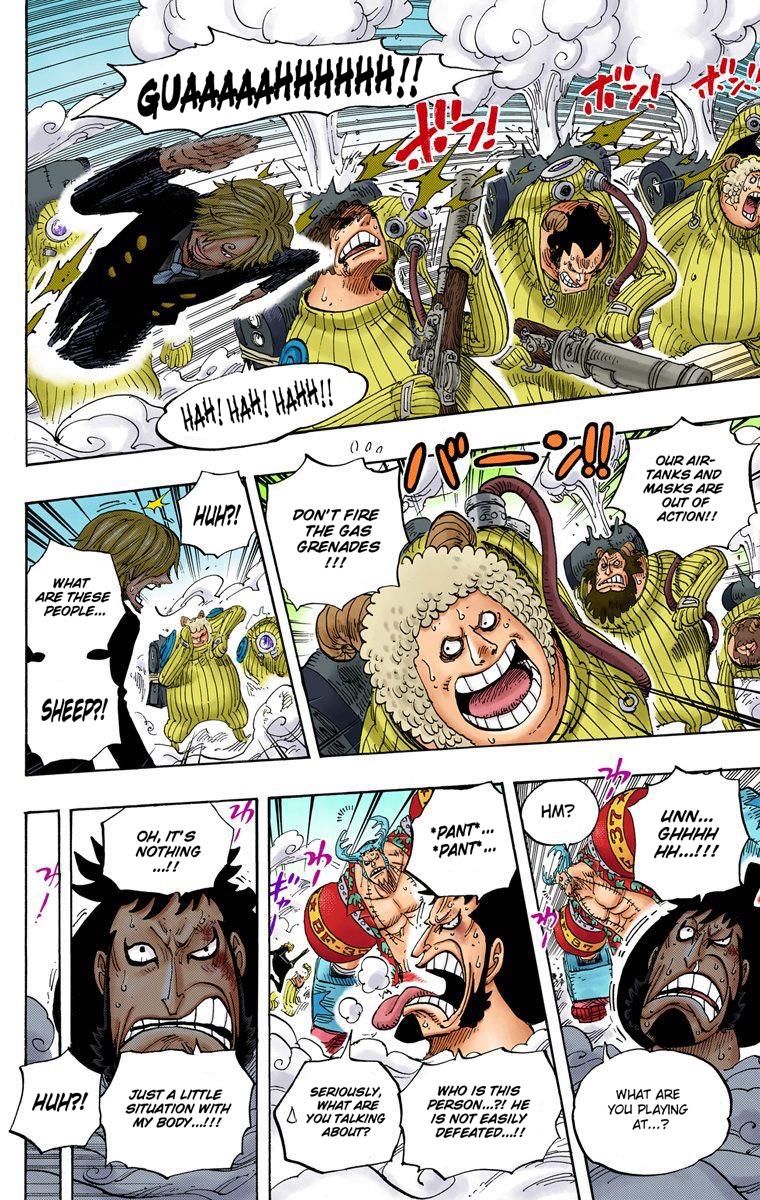 GUAAAAAHHHHHH!!
ボン!
ボン!
ボン!
HAH! HAH! HAHH!!
OUR AIR-
TANKS AND
MASKS ARE
OUT OF
ACTION!!
バーン!!
DON'T FIRE
THE GAS
GRENADES
!!!
HUH?!
WHAT
ARE THESE
PEOPLE...
SHEEP?!
UNN...
GHHHH
HH...!!!
HM?
WHAT ARE
YOU PLAYING
AT...?
*PANT*...
*PANT*...
WHO IS THIS
PERSON...?! HE
IS NOT EASILY
DEFEATED...!!
SERIOUSLY,
WHAT ARE
YOU TALKING
ABOUT?
OH, IT'S
NOTHING
...!!
JUST A LITTLE
SITUATION WITH
MY BODY...!!!
HUH?!